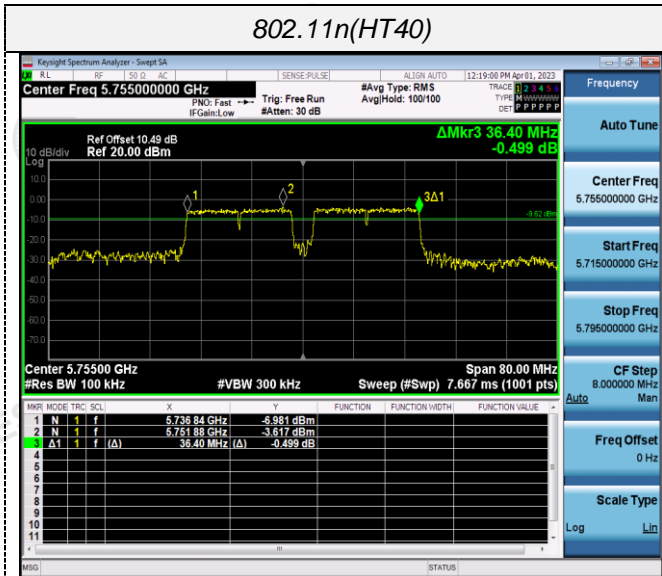 802.11n(HT40)
Keysight Spectrum Analyzer - Swept SA
RL RF 50 Ω AC SENSE:PULSE ALIGN AUTO 12:19:00 PM Apr 01, 2023
Center Freq 5.755000000 GHz
PNO: Fast
IFGain:Low
Trig: Free Run
#Atten: 30 dB
#Avg Type: RMS
Avg|Hold: 100/100
TRACE 1 2 3 4 5 6
TYPE MWWWWW
DET P P P P P P
Ref Offset 10.49 dB
10 dB/div Ref 20.00 dBm
Log
ΔMkr3 36.40 MHz
-0.499 dB
10.0
0.00
-10.0
-20.0
-30.0
-40.0
-50.0
-60.0
-70.0
1
2
3Δ1
-9.62 dBm
Center 5.75500 GHz Span 80.00 MHz
#Res BW 100 kHz #VBW 300 kHz Sweep (#Swp) 7.667 ms (1001 pts)
MKR MODE TRC SCL X Y FUNCTION FUNCTION WIDTH FUNCTION VALUE
1 N 1 f 5.736 84 GHz -6.981 dBm
2 N 1 f 5.751 88 GHz -3.617 dBm
3 Δ1 1 f (Δ) 36.40 MHz (Δ) -0.499 dB
4
5
6
7
8
9
10
11
MSG STATUS
Frequency
Auto Tune
Center Freq
5.755000000 GHz
Start Freq
5.715000000 GHz
Stop Freq
5.795000000 GHz
CF Step
8.000000 MHz
Auto Man
Freq Offset
0 Hz
Scale Type
Log Lin